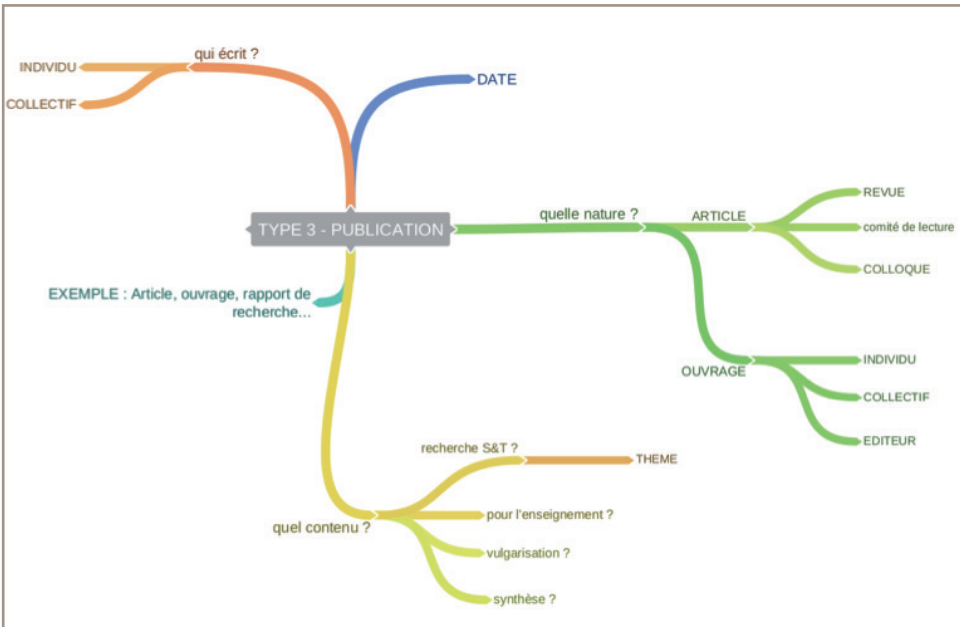 qui écrit ?
INDIVIDU
COLLECTIF
DATE
TYPE 3 - PUBLICATION
quelle nature ?
ARTICLE
REVUE
comité de lecture
COLLOQUE
OUVRAGE
INDIVIDU
COLLECTIF
EDITEUR
EXEMPLE : Article, ouvrage, rapport de
recherche...
quel contenu ?
recherche S&T ?
THEME
pour l'enseignement ?
vulgarisation ?
synthèse ?